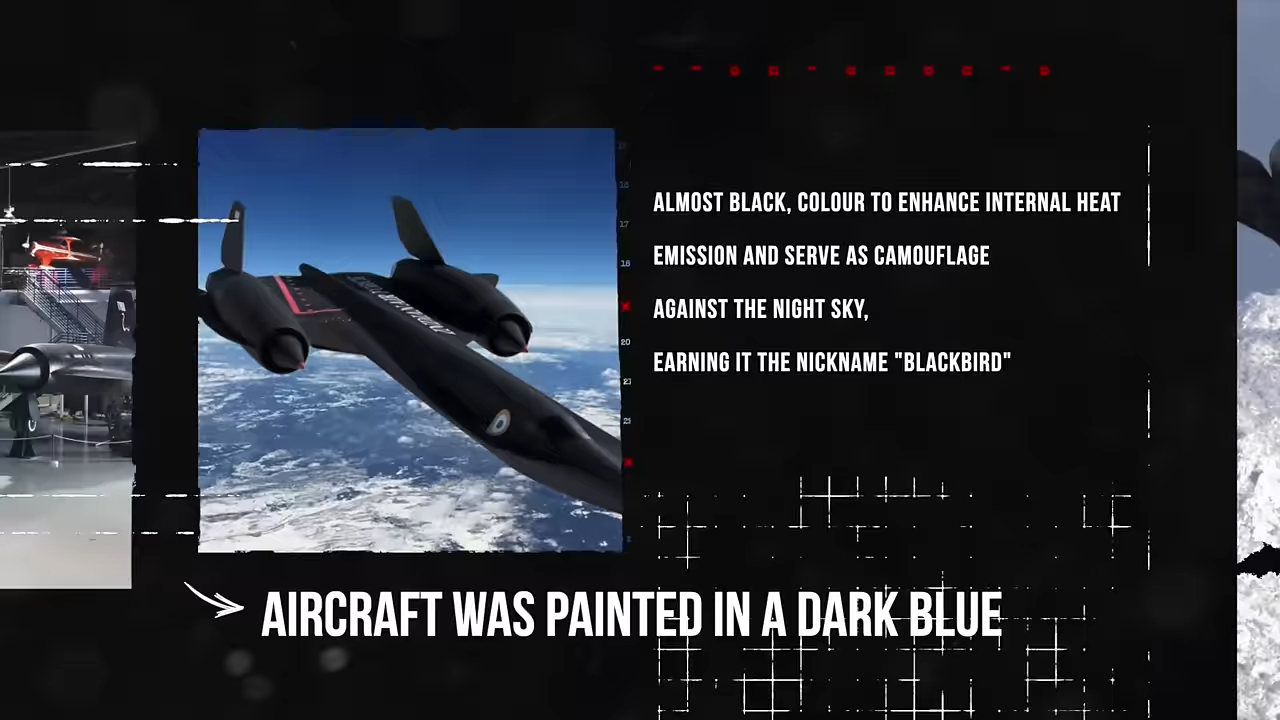 ALMOST BLACK, COLOUR TO ENHANCE INTERNAL HEAT
EMISSION AND SERVE AS CAMOUFLAGE
AGAINST THE NIGHT SKY,
EARNING IT THE NICKNAME "BLACKBIRD"
AIRCRAFT WAS PAINTED IN A DARK BLUE